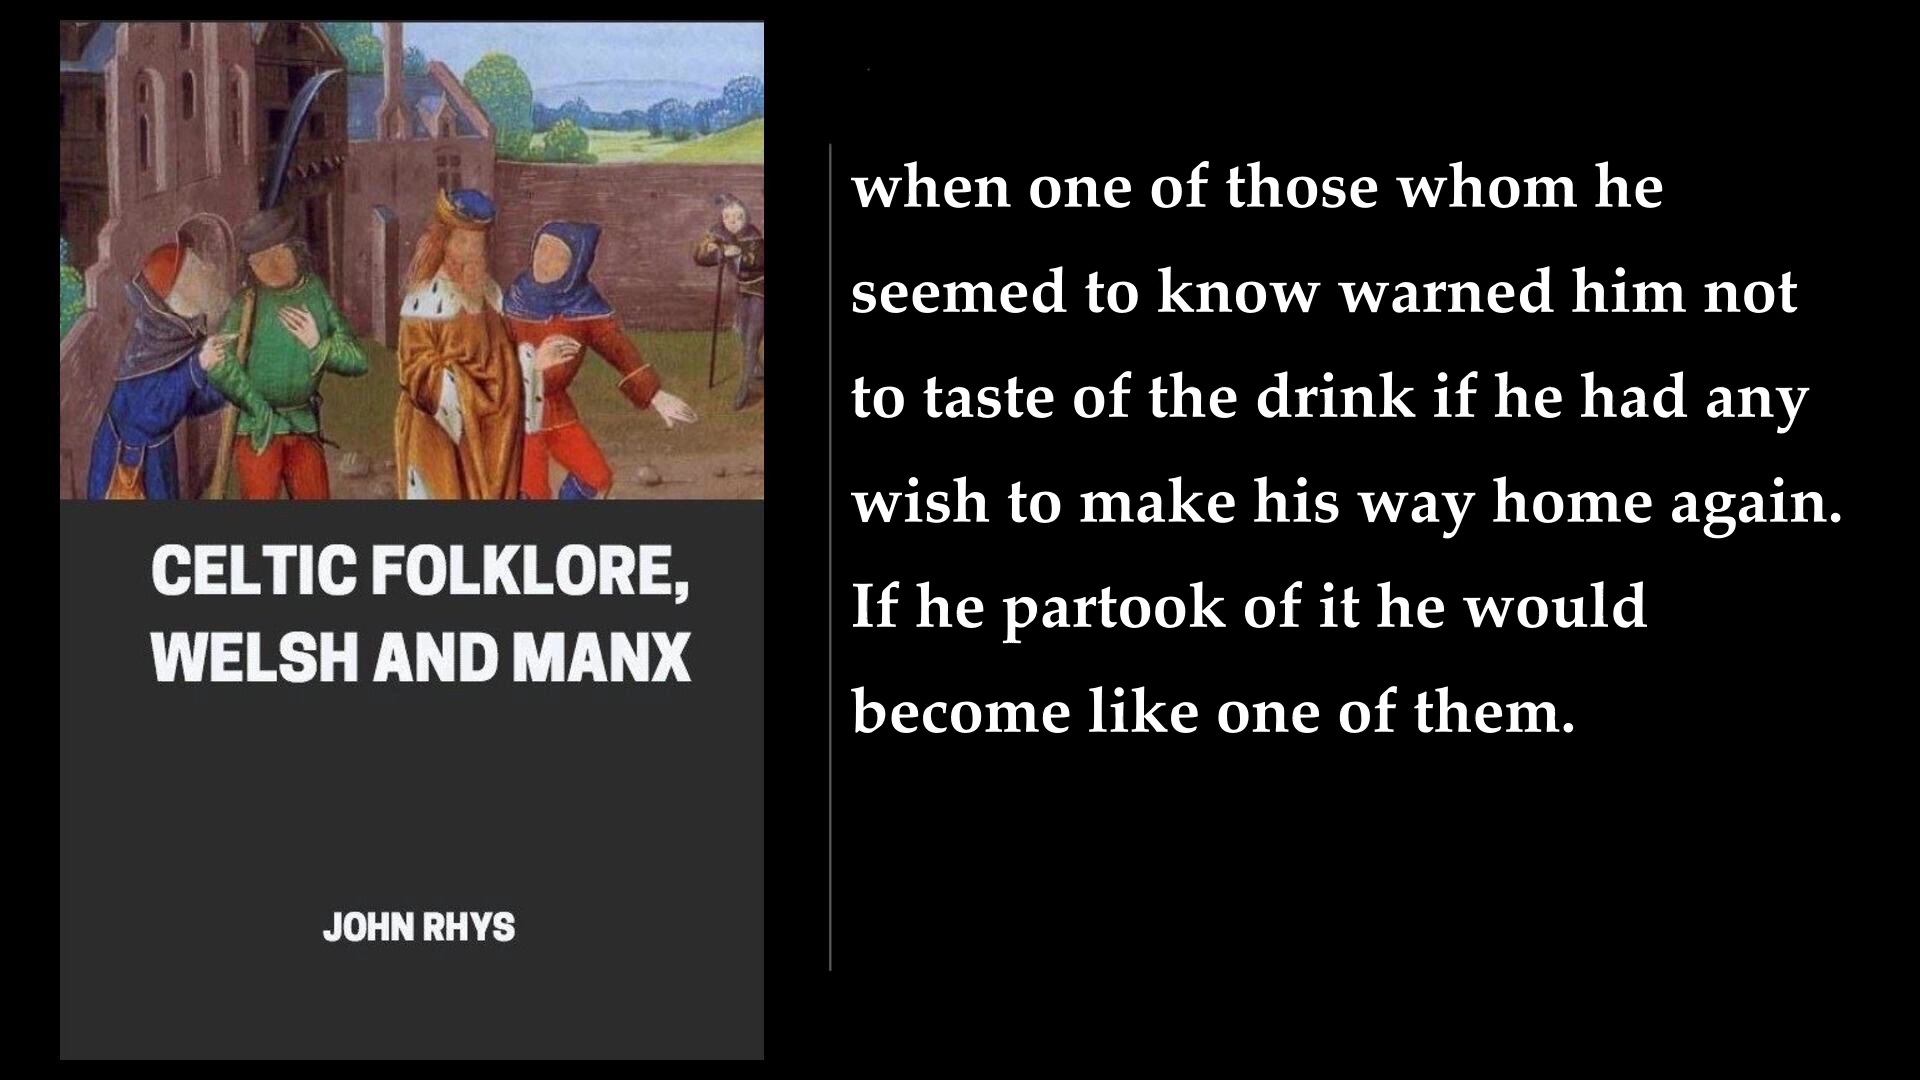 CELTIC FOLKLORE,
WELSH AND MANX
JOHN RHYS
when one of those whom he
seemed to know warned him not
to taste of the drink if he had any
wish to make his way home again.
If he partook of it he would
become like one of them.